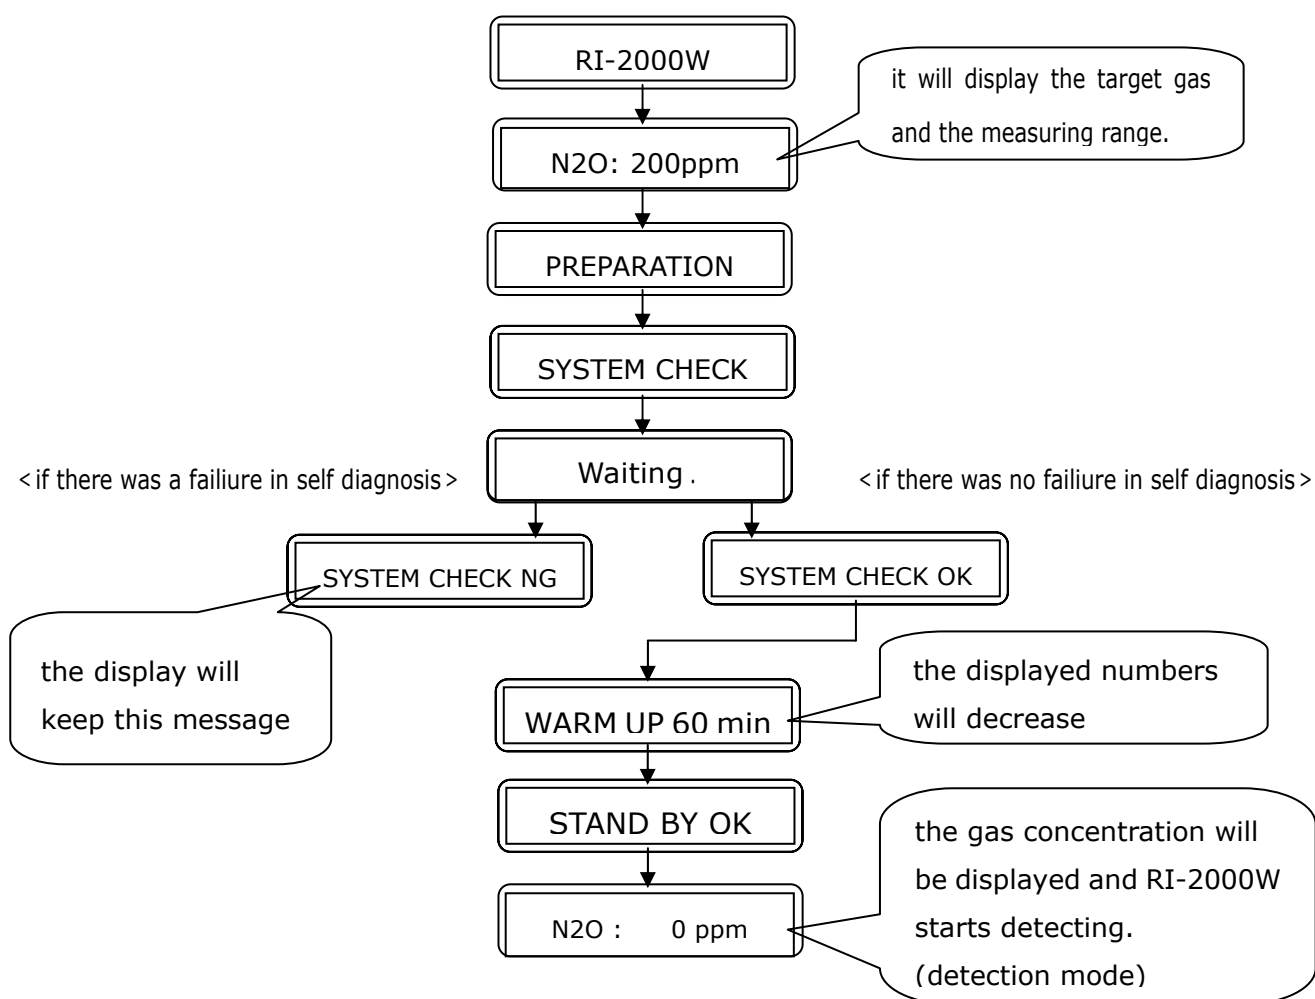 RI-2000W
it will display the target gas
and the measuring range.
N2O: 200ppm
PREPARATION
SYSTEM CHECK
Waiting .
<if there was a failiure in self diagnosis>
<if there was no failiure in self diagnosis>
SYSTEM CHECK NG
SYSTEM CHECK OK
the display will
keep this message
the displayed numbers
will decrease
WARM UP 60 min
STAND BY OK
the gas concentration will
be displayed and RI-2000W
starts detecting.
(detection mode)
N2O : 0 ppm